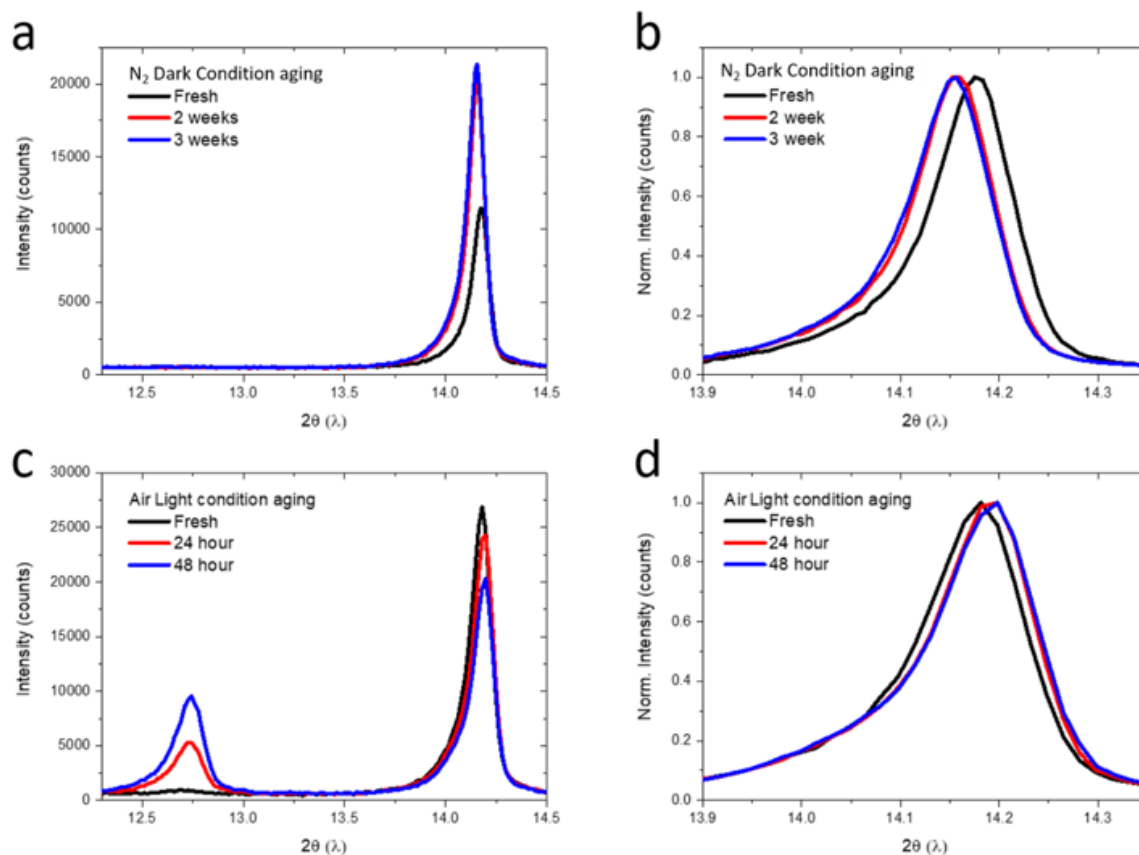 a
N₂ Dark Condition aging
Fresh
2 weeks
3 weeks
Intensity (counts)
20000
15000
10000
5000
0
12.5
13.0
13.5
14.0
14.5
2θ (λ)
b
N₂ Dark Condition aging
Fresh
2 week
3 week
Norm. Intensity (counts)
1.0
0.8
0.6
0.4
0.2
0.0
13.9
14.0
14.1
14.2
14.3
2θ (λ)
c
Air Light condition aging
Fresh
24 hour
48 hour
Intensity (counts)
30000
25000
20000
15000
10000
5000
0
12.5
13.0
13.5
14.0
14.5
2θ (λ)
d
Air Light condition aging
Fresh
24 hour
48 hour
Norm. Intensity (counts)
1.0
0.8
0.6
0.4
0.2
0.0
13.9
14.0
14.1
14.2
14.3
2θ (λ)